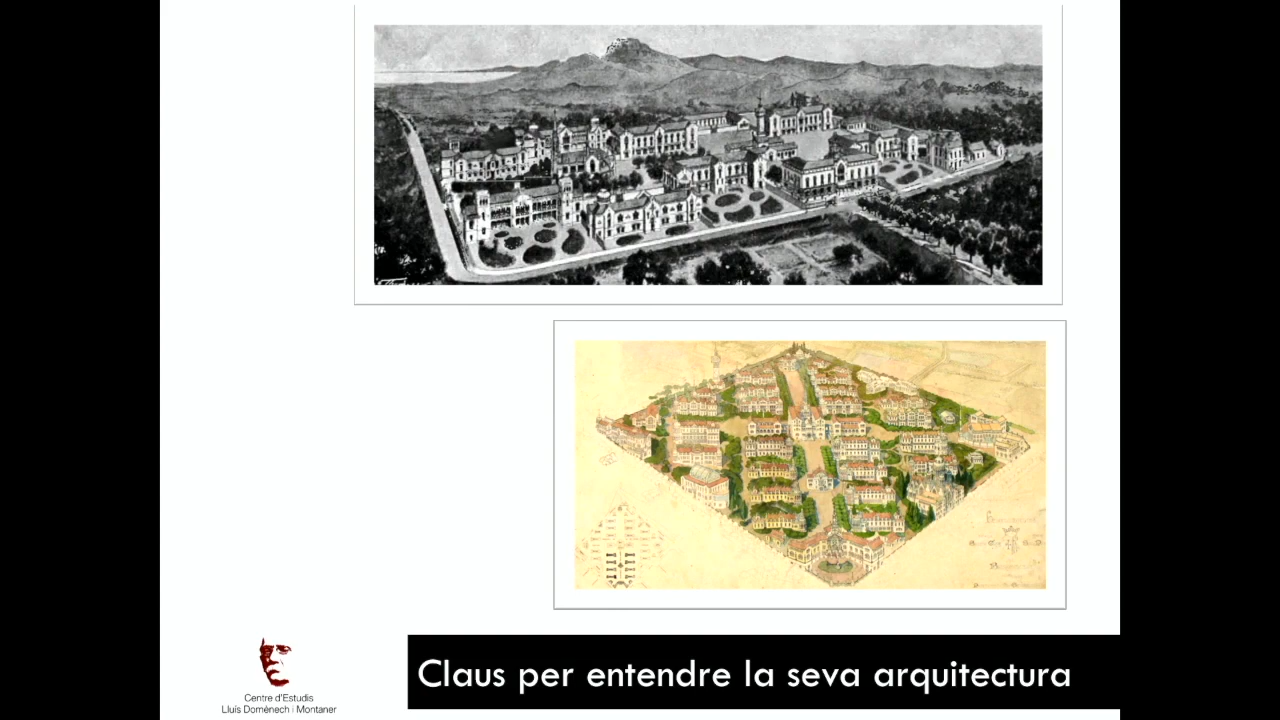 Claus per entendre la seva arquitectura
Centre d'Estudis
Lluís Domènech i Montaner